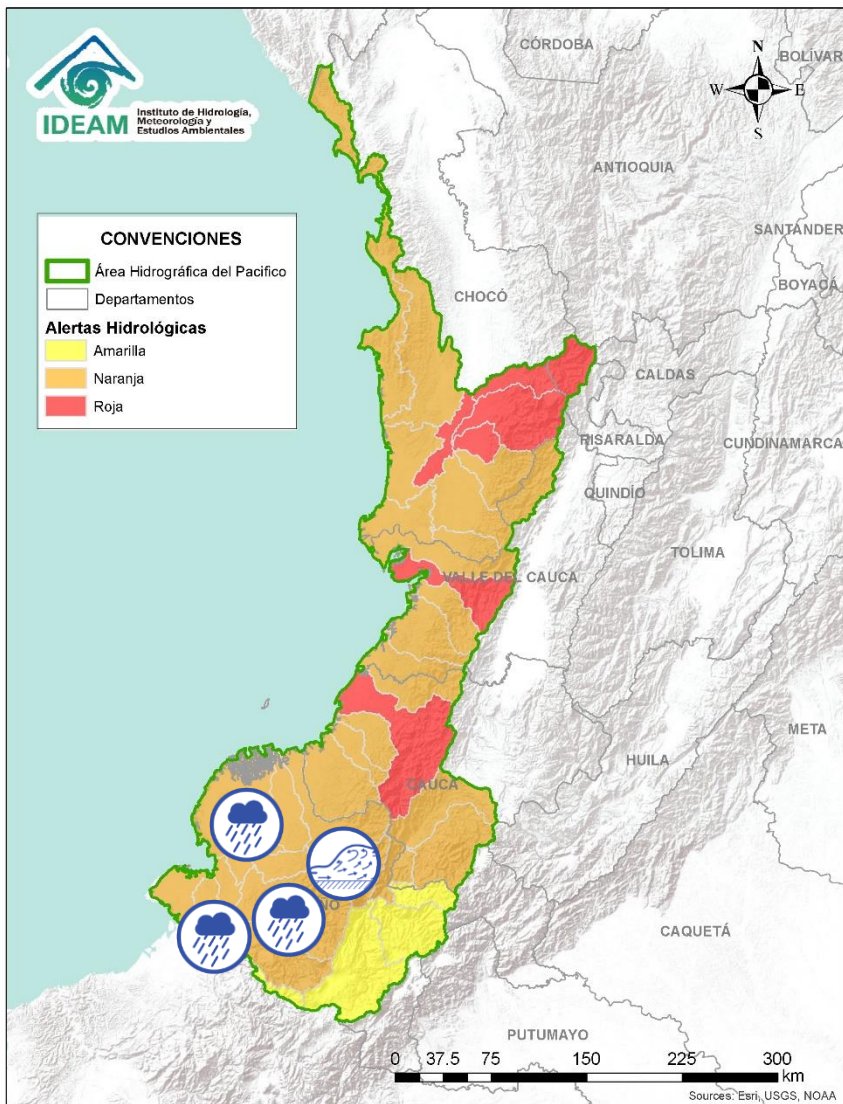 IDEAM
Instituto de Hidrología,
Meteorología y
Estudios Ambientales
CÓRDOBA
BOLÍVAR
N
W
E
S
ANTIOQUIA
SANTANDER
BOYACÁ
CONVENCIONES
Área Hidrográfica del Pacifico
Departamentos
Alertas Hidrológicas
Amarilla
Naranja
Roja
CHOCÓ
CALDAS
RISARALDA
CUNDINAMARCA
QUINDÍO
TOLIMA
VALLE DEL CAUCA
META
HUILA
CAUCA
ÑO
CAQUETÁ
PUTUMAYO
0 37.5 75 150 225 300
km
Sources: Esri, USGS, NOAA